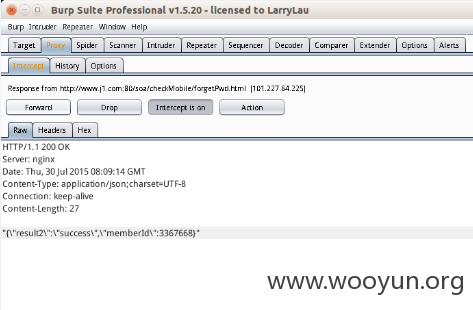 Burp Suite Professional v1.5.20 - licensed to LarryLau
Burp Intruder Repeater Window Help
Target Proxy Spider Scanner Intruder Repeater Sequencer Decoder Comparer Extender Options Alerts
Intercept History Options
Response from http://www.j1.com:80/soa/checkMobile/forgetPwd.html [101.227.64.225]
Forward Drop Intercept is on Action
Raw Headers Hex
HTTP/1.1 200 OK
Server: nginx
Date: Thu, 30 Jul 2015 08:09:14 GMT
Content-Type: application/json;charset=UTF-8
Connection: keep-alive
Content-Length: 27
"{\"result2\":\"success\",\"memberId\":3367668}"
www.wooyun.org